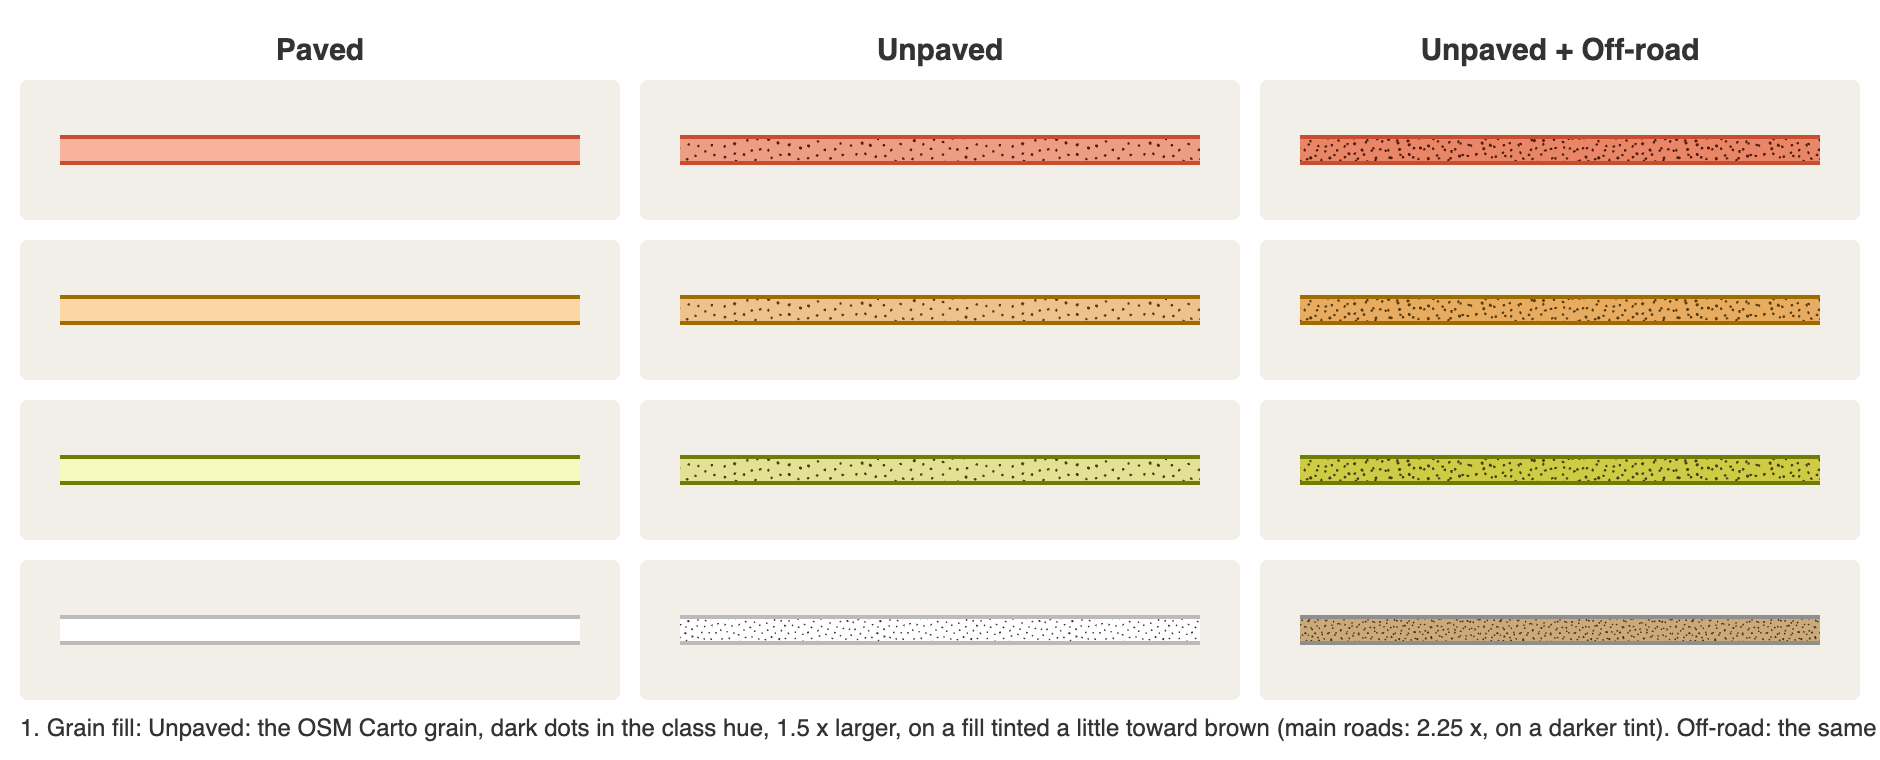 Paved
Unpaved
Unpaved + Off-road
1. Grain fill: Unpaved: the OSM Carto grain, dark dots in the class hue, 1.5 x larger, on a fill tinted a little toward brown (main roads: 2.25 x, on a darker tint). Off-road: the same